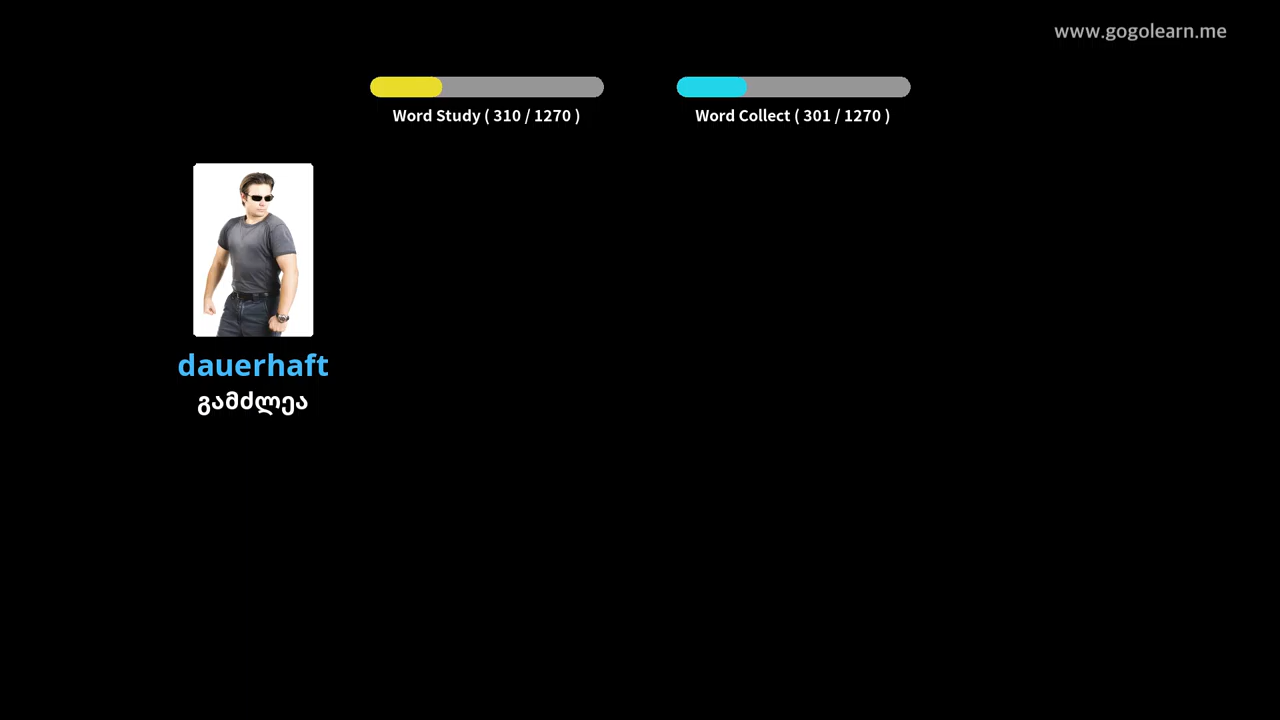 www.gogolearn.me
Word Study ( 310 / 1270 )
Word Collect ( 301 / 1270 )
dauerhaft
გამძლეა